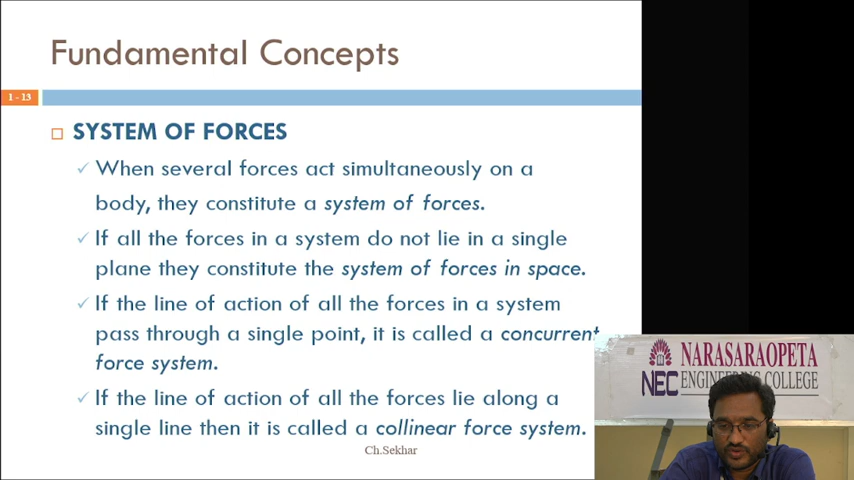 Fundamental Concepts
1 - 13
SYSTEM OF FORCES
When several forces act simultaneously on a
body, they constitute a system of forces.
If all the forces in a system do not lie in a single
plane they constitute the system of forces in space.
If the line of action of all the forces in a system
pass through a single point, it is called a concurrent
force system.
If the line of action of all the forces lie along a
single line then it is called a collinear force system.
Ch.Sekhar
NARASARAOPETA
NEC ENGINEERING COLLEGE